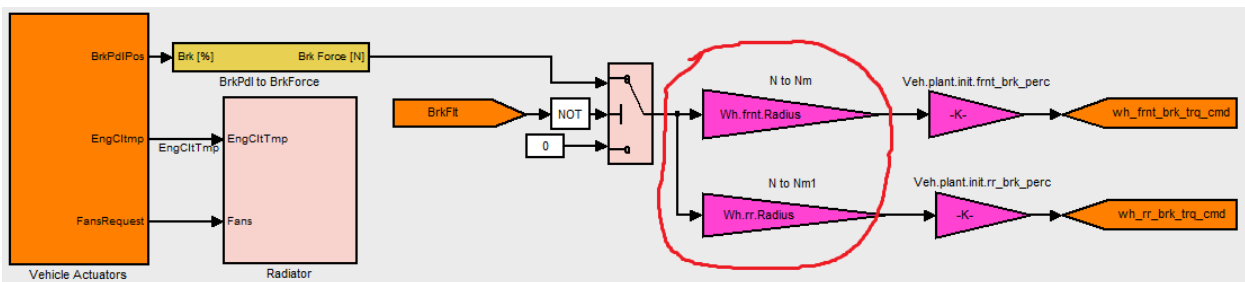 BrkPdlPos
EngCltmp
FansRequest
Vehicle Actuators
Brk [%] Brk Force [N]
BrkPdl to BrkForce
EngCltTmp
EngCltTmp
Fans
Radiator
BrkFlt
NOT
0
N to Nm
Wh.frnt.Radius
N to Nm1
Wh.rr.Radius
Veh.plant.init.frnt_brk_perc
-K-
wh_frnt_brk_trq_cmd
Veh.plant.init.rr_brk_perc
-K-
wh_rr_brk_trq_cmd